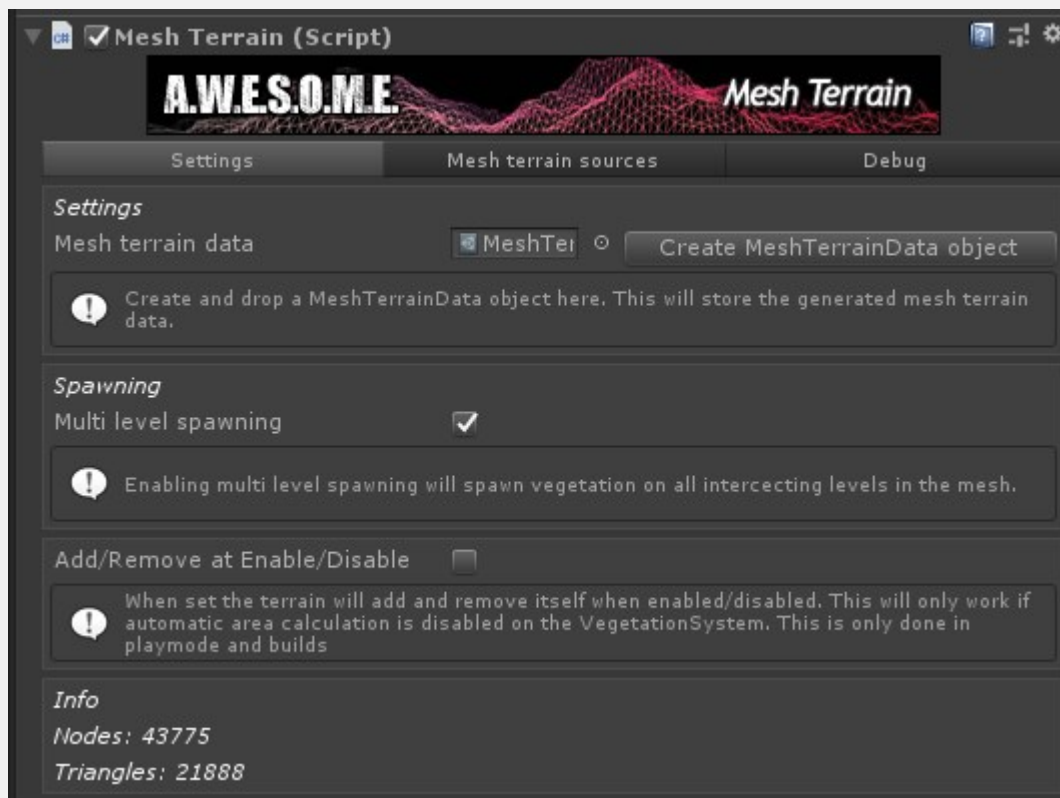 Mesh Terrain (Script)
A.W.E.S.O.M.E. Mesh Terrain
Settings Mesh terrain sources Debug
Settings
Mesh terrain data MeshTer Create MeshTerrainData object
Create and drop a MeshTerrainData object here. This will store the generated mesh terrain
data.
Spawning
Multi level spawning
Enabling multi level spawning will spawn vegetation on all intercecting levels in the mesh.
Add/Remove at Enable/Disable
When set the terrain will add and remove itself when enabled/disabled. This will only work if
automatic area calculation is disabled on the VegetationSystem. This is only done in
playmode and builds
Info
Nodes: 43775
Triangles: 21888